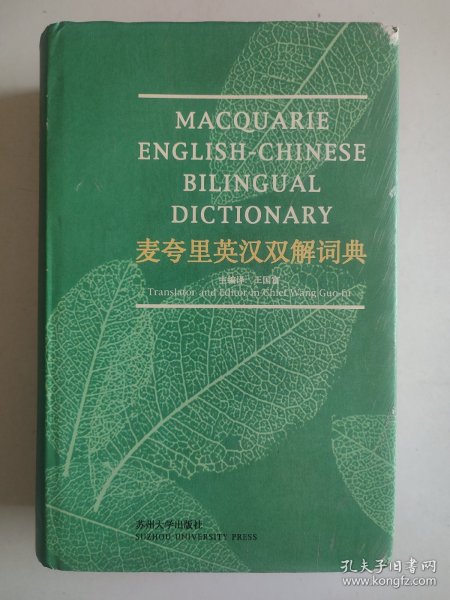 MACQUARIE
ENGLISH-CHINESE
BILINGUAL
DICTIONARY
麦夸里英汉双解词典
主编译 王国富
Translator and Editor in Chief Wang Guo-fu
苏州大学出版社
SUZHOU UNIVERSITY PRESS
孔夫子旧书网
www.kongfz.com